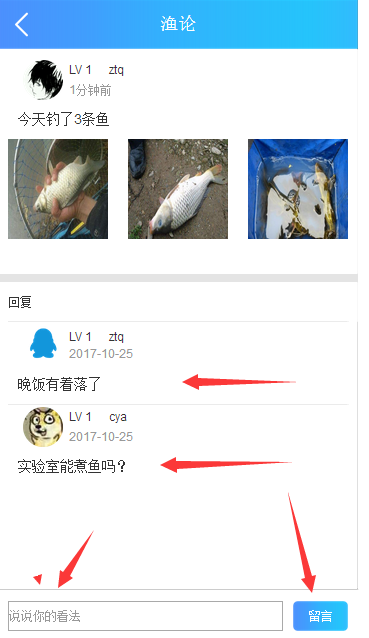 渔论
LV 1 ztq
1分钟前
今天钓了3条鱼
回复
LV 1 ztq
2017-10-25
晚饭有着落了
LV 1 cya
2017-10-25
实验室能煮鱼吗?
说说你的看法
留言